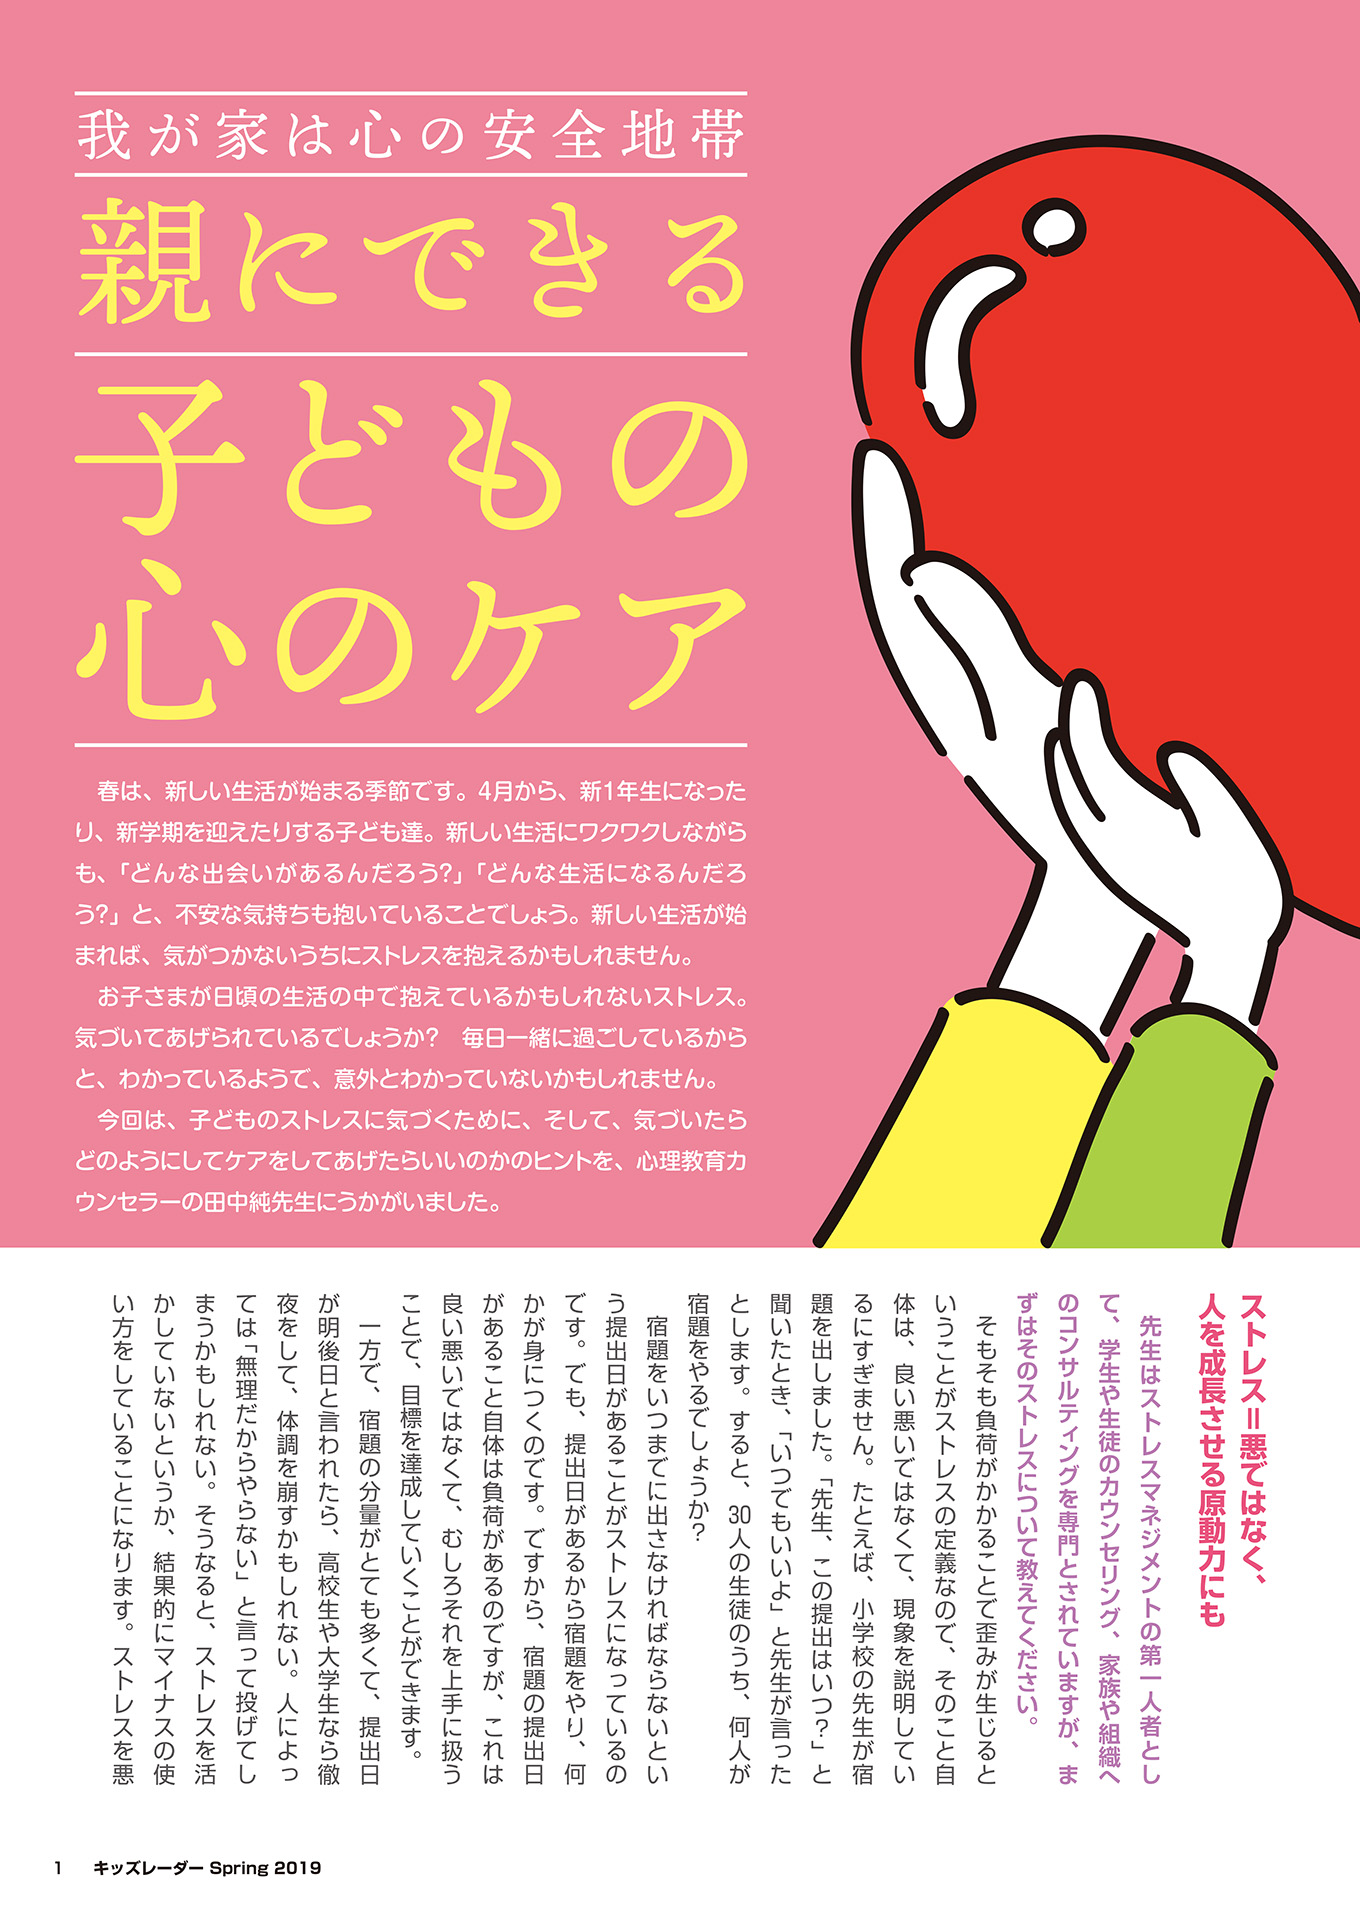 我が家は心の安全地帯
親にできる
子どもの
心のケア
　春は、新しい生活が始まる季節です。4月から、新1年生になった
り、新学期を迎えたりする子ども達。新しい生活にワクワクしながら
も、「どんな出会いがあるんだろう?」「どんな生活になるんだろ
う?」と、不安な気持ちも抱いていることでしょう。新しい生活が始
まれば、気がつかないうちにストレスを抱えるかもしれません。
　お子さまが日頃の生活の中で抱えているかもしれないストレス。
気づいてあげられているでしょうか?　毎日一緒に過ごしているから
と、わかっているようで、意外とわかっていないかもしれません。
　今回は、子どものストレスに気づくために、そして、気づいたら
どのようにしてケアをしてあげたらいいのかのヒントを、心理教育カ
ウンセラーの田中純先生にうかがいました。
ストレス＝悪ではなく、
人を成長させる原動力にも
　先生はストレスマネジメントの第一人者とし
て、学生や生徒のカウンセリング、家族や組織へ
のコンサルティングを専門とされていますが、ま
ずはそのストレスについて教えてください。
　そもそも負荷がかかることで歪みが生じると
いうことがストレスの定義なので、そのこと自
体は、良い悪いではなくて、現象を説明してい
るにすぎません。たとえば、小学校の先生が宿
題を出しました。「先生、この提出はいつ？」と
聞いたとき、「いつでもいいよ」と先生が言った
とします。すると、30人の生徒のうち、何人が
宿題をやるでしょうか？
　宿題をいつまでに出さなければならないとい
う提出日があることがストレスになっているの
です。でも、提出日があるから宿題をやり、何
かが身につくのです。ですから、宿題の提出日
があること自体は負荷があるのですが、これは
良い悪いではなくて、むしろそれを上手に扱う
ことで、目標を達成していくことができます。
　一方で、宿題の分量がとても多くて、提出日
が明後日と言われたら、高校生や大学生なら徹
夜をして、体調を崩すかもしれない。人によっ
ては「無理だからやらない」と言って投げてし
まうかもしれない。そうなると、ストレスを活
かしていないというか、結果的にマイナスの使
い方をしていることになります。ストレスを悪
1　キッズレーダー Spring 2019